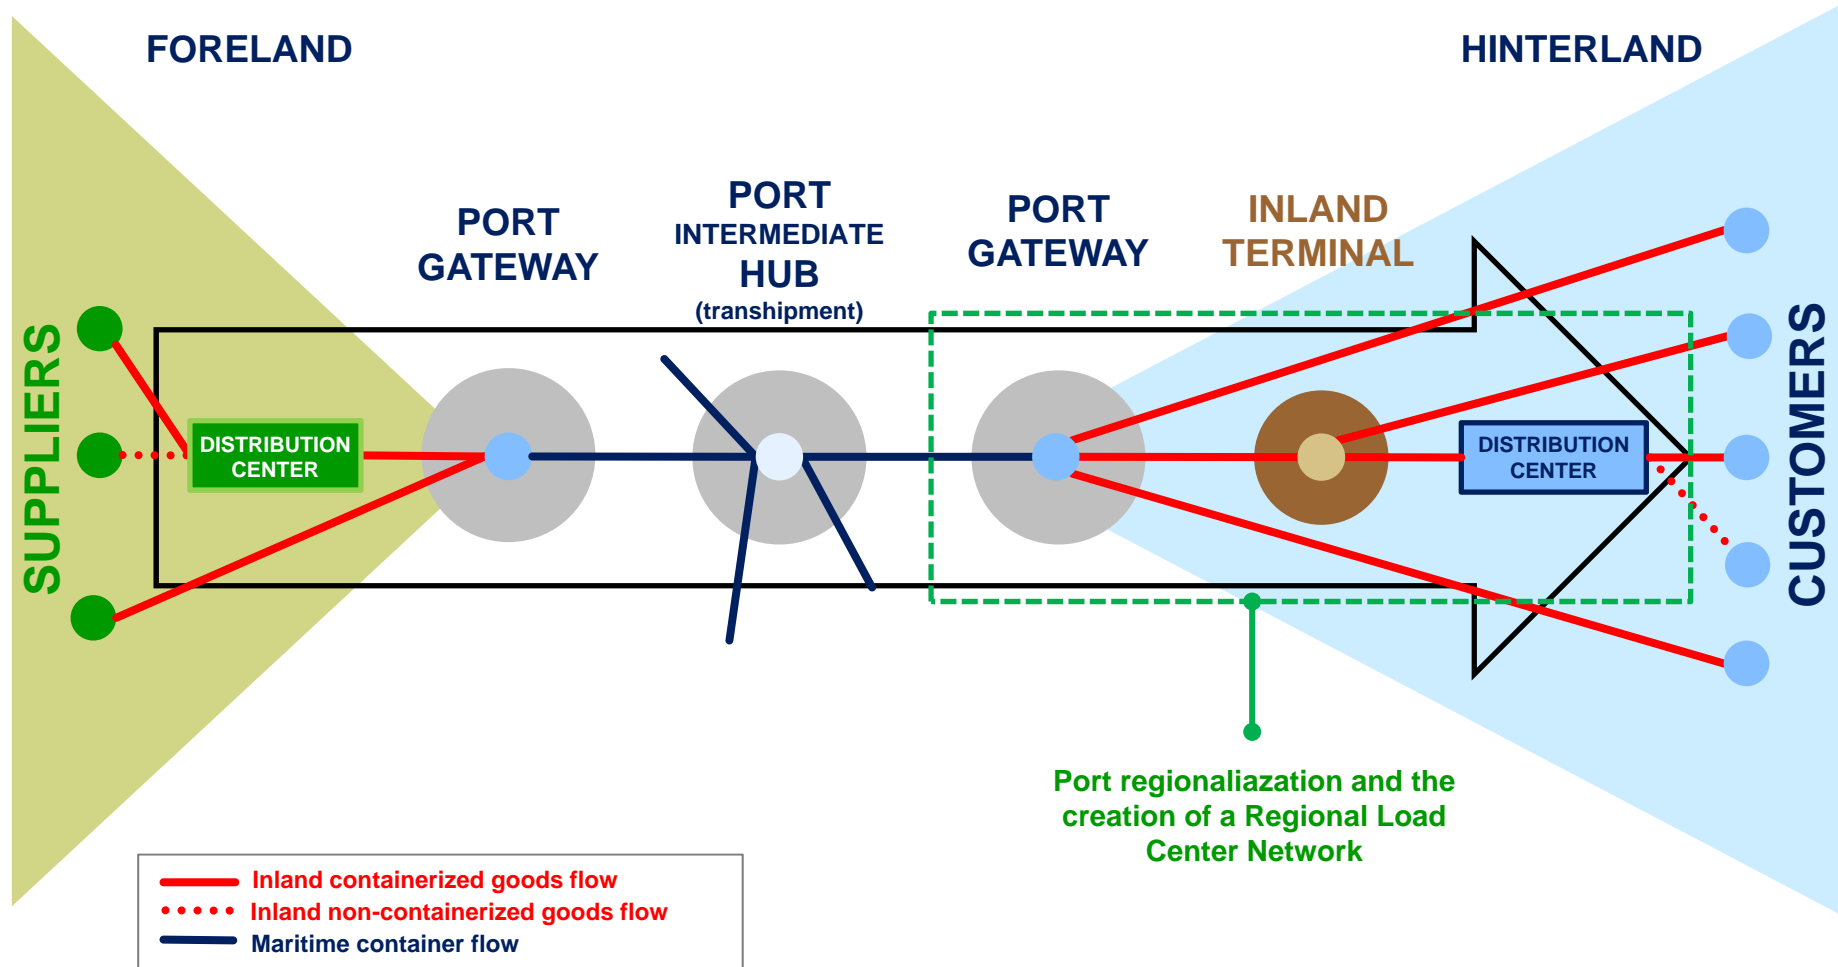 FORELAND
HINTERLAND
PORT
GATEWAY
PORT
INTERMEDIATE
HUB
(transhipment)
PORT
GATEWAY
INLAND
TERMINAL
SUPPLIERS
DISTRIBUTION
CENTER
DISTRIBUTION
CENTER
CUSTOMERS
Port regionaliazation and the
creation of a Regional Load
Center Network
Inland containerized goods flow
Inland non-containerized goods flow
Maritime container flow